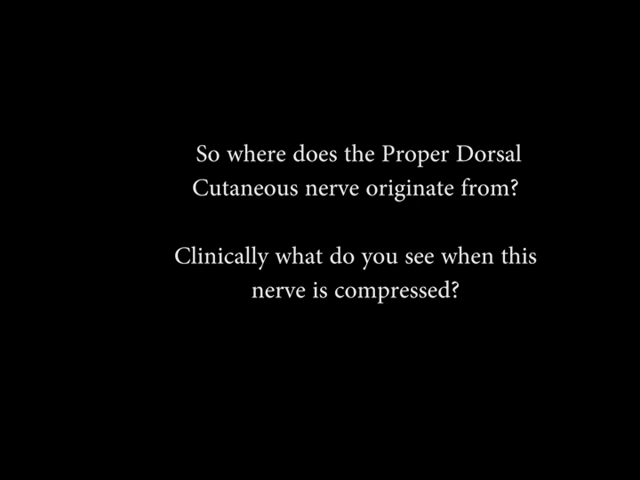 So where does the Proper Dorsal
Cutaneous nerve originate from?
Clinically what do you see when this
nerve is compressed?